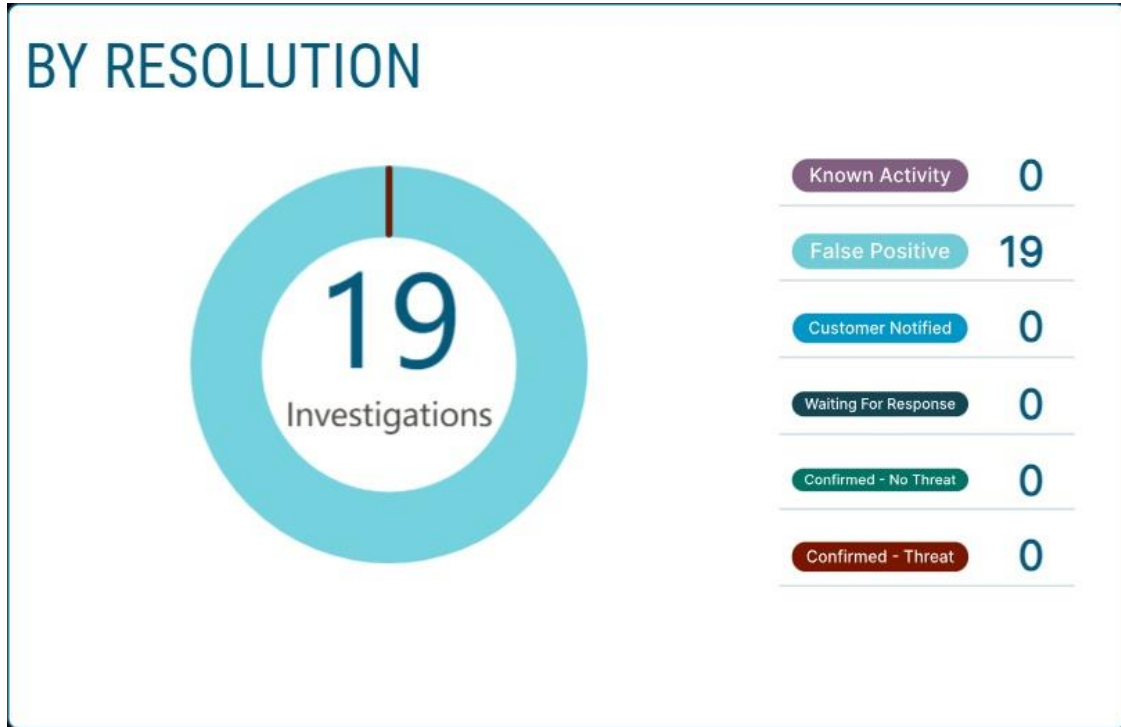 BY RESOLUTION
19
Investigations
Known Activity 0
False Positive 19
Customer Notified 0
Waiting For Response 0
Confirmed - No Threat 0
Confirmed - Threat 0